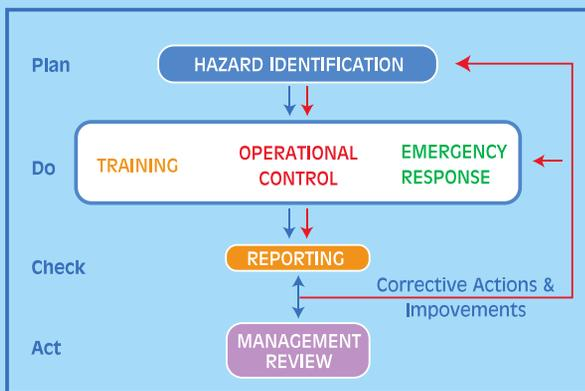 Plan
HAZARD IDENTIFICATION
Do
TRAINING
OPERATIONAL
CONTROL
EMERGENCY
RESPONSE
Check
REPORTING
Corrective Actions &
Impovements
Act
MANAGEMENT
REVIEW